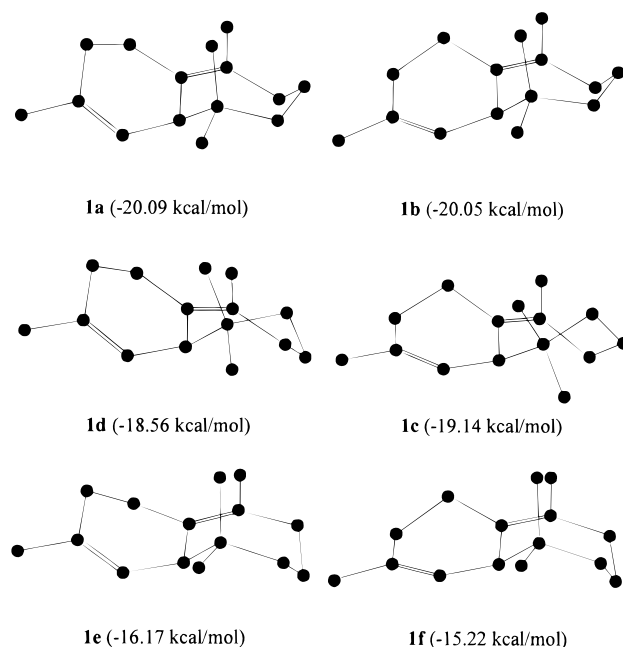 1a (-20.09 kcal/mol)
1b (-20.05 kcal/mol)
1d (-18.56 kcal/mol)
1c (-19.14 kcal/mol)
1e (-16.17 kcal/mol)
1f (-15.22 kcal/mol)